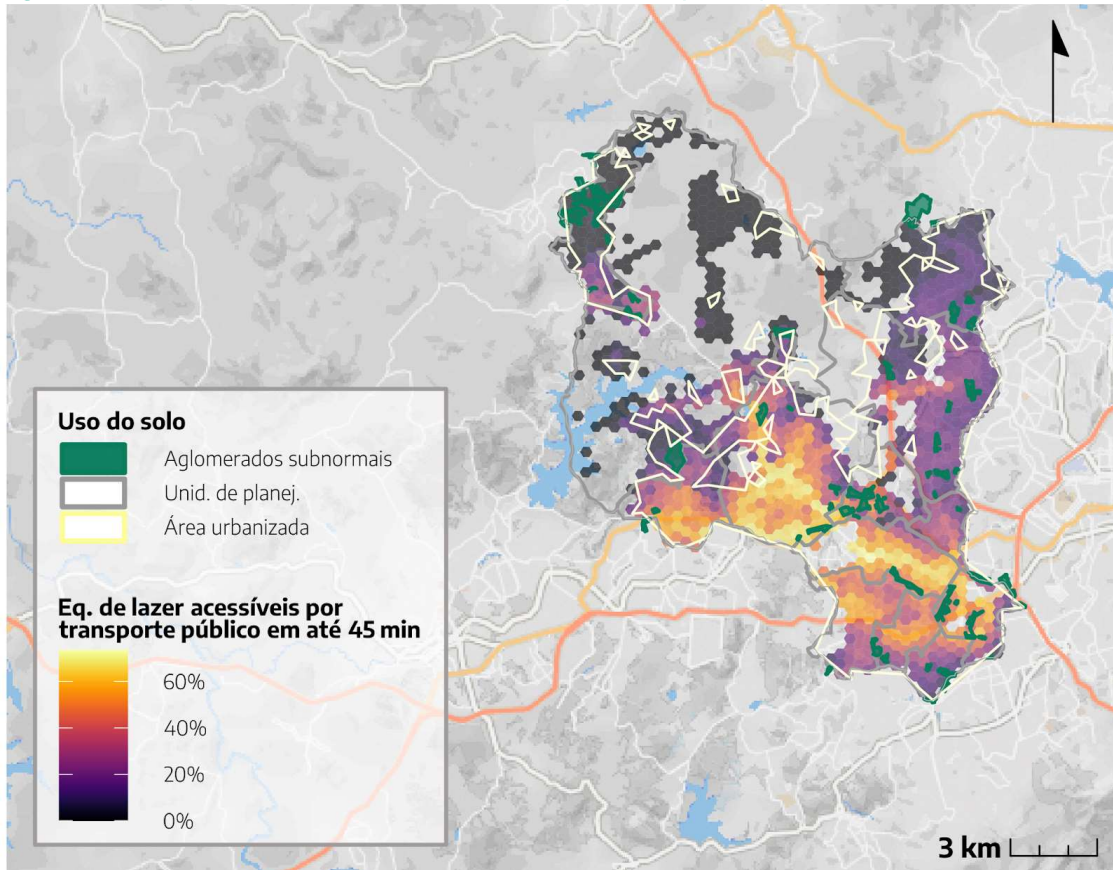 Uso do solo
Aglomerados subnormais
Unid. de planej.
Área urbanizada
Eq. de lazer acessíveis por
transporte público em até 45 min
60%
40%
20%
0%
3 km